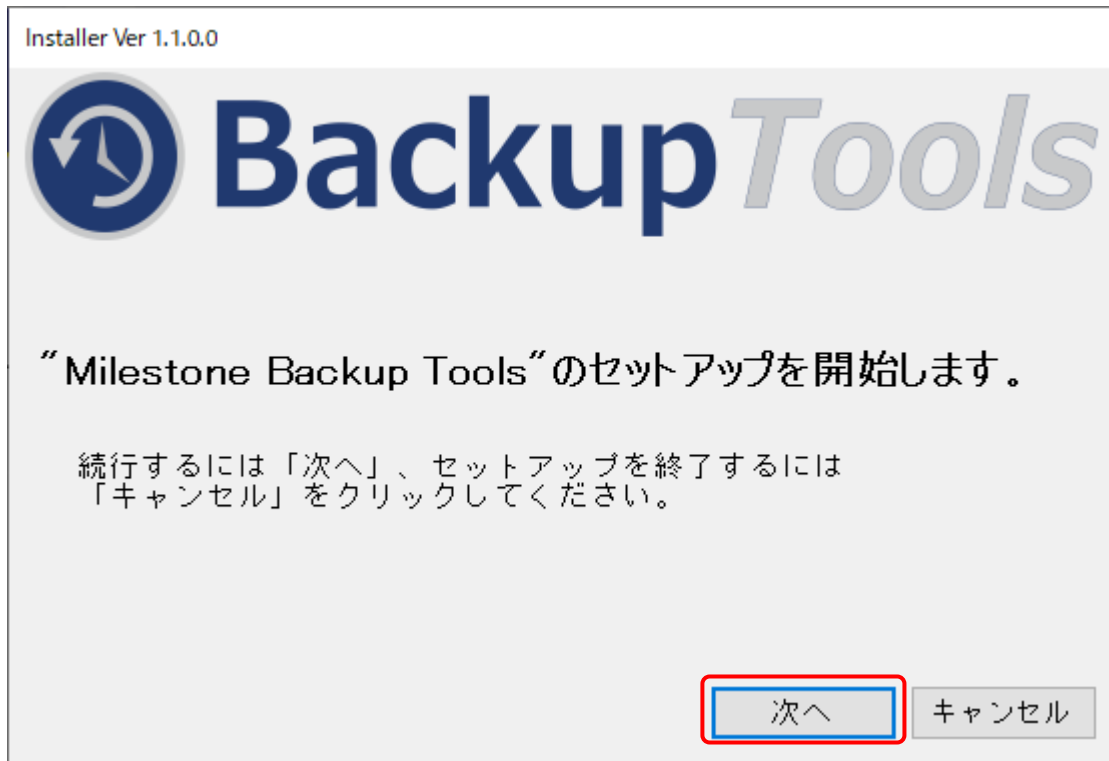 Installer Ver 1.1.0.0
BackupTools
"Milestone Backup Tools"のセットアップを開始します。
続行するには「次へ」、セットアップを終了するには
「キャンセル」をクリックしてください。
次へ
キャンセル